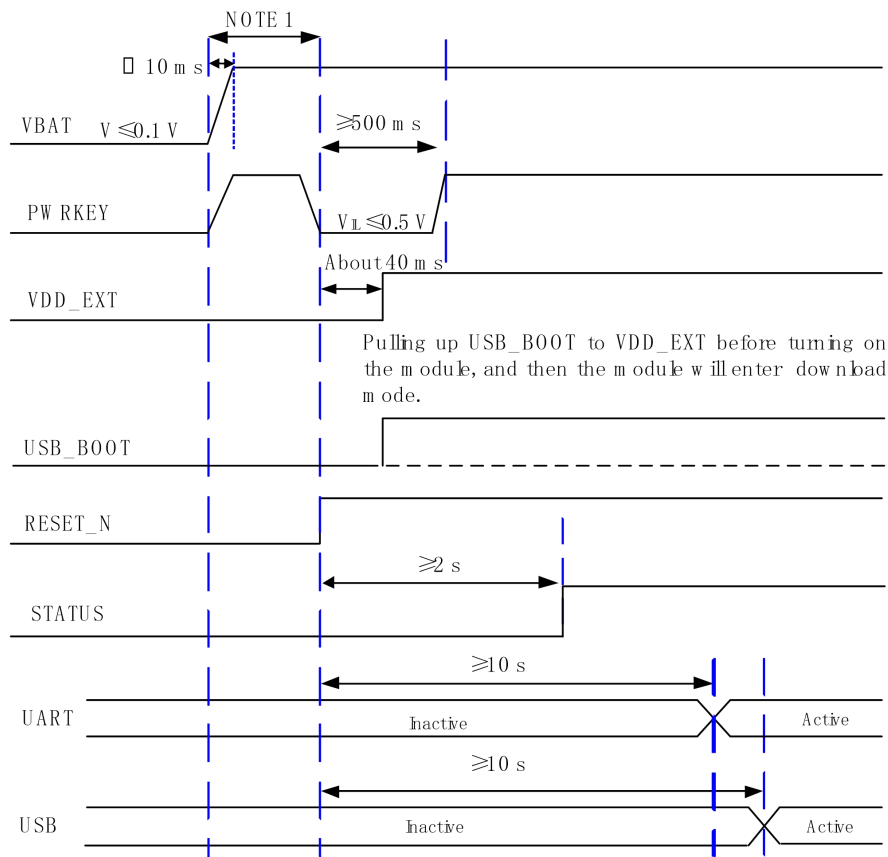 NOTE 1
□ 10 ms
VBAT V ≤0.1 V
≥500 ms
PWRKEY
VIL ≤0.5 V
About 40 ms
VDD_EXT
Pulling up USB_BOOT to VDD_EXT before turning on
the module, and then the module will enter download
mode.
USB_BOOT
RESET_N
≥2 s
STATUS
≥10 s
UART Inactive Active
≥10 s
USB Inactive Active